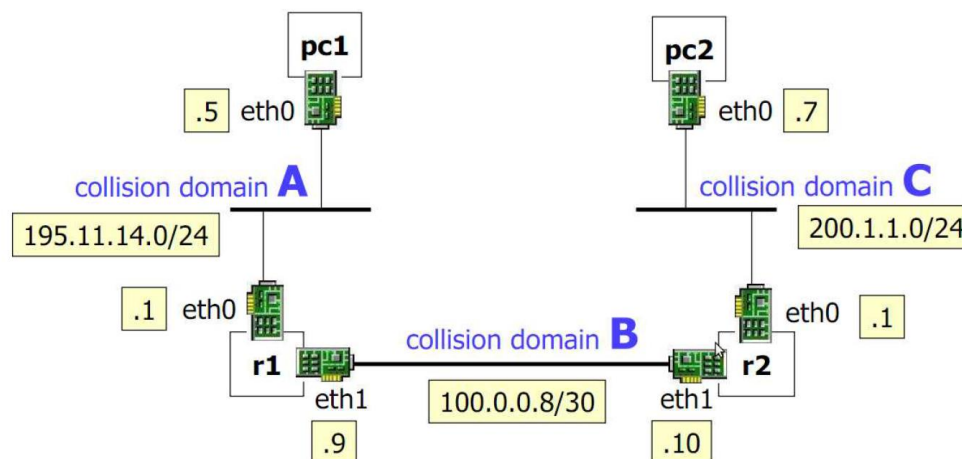 pc1
pc2
.5 eth0
eth0 .7
collision domain A
collision domain C
195.11.14.0/24
200.1.1.0/24
.1 eth0
eth0 .1
collision domain B
r1
r2
eth1
100.0.0.8/30
eth1
.9
.10